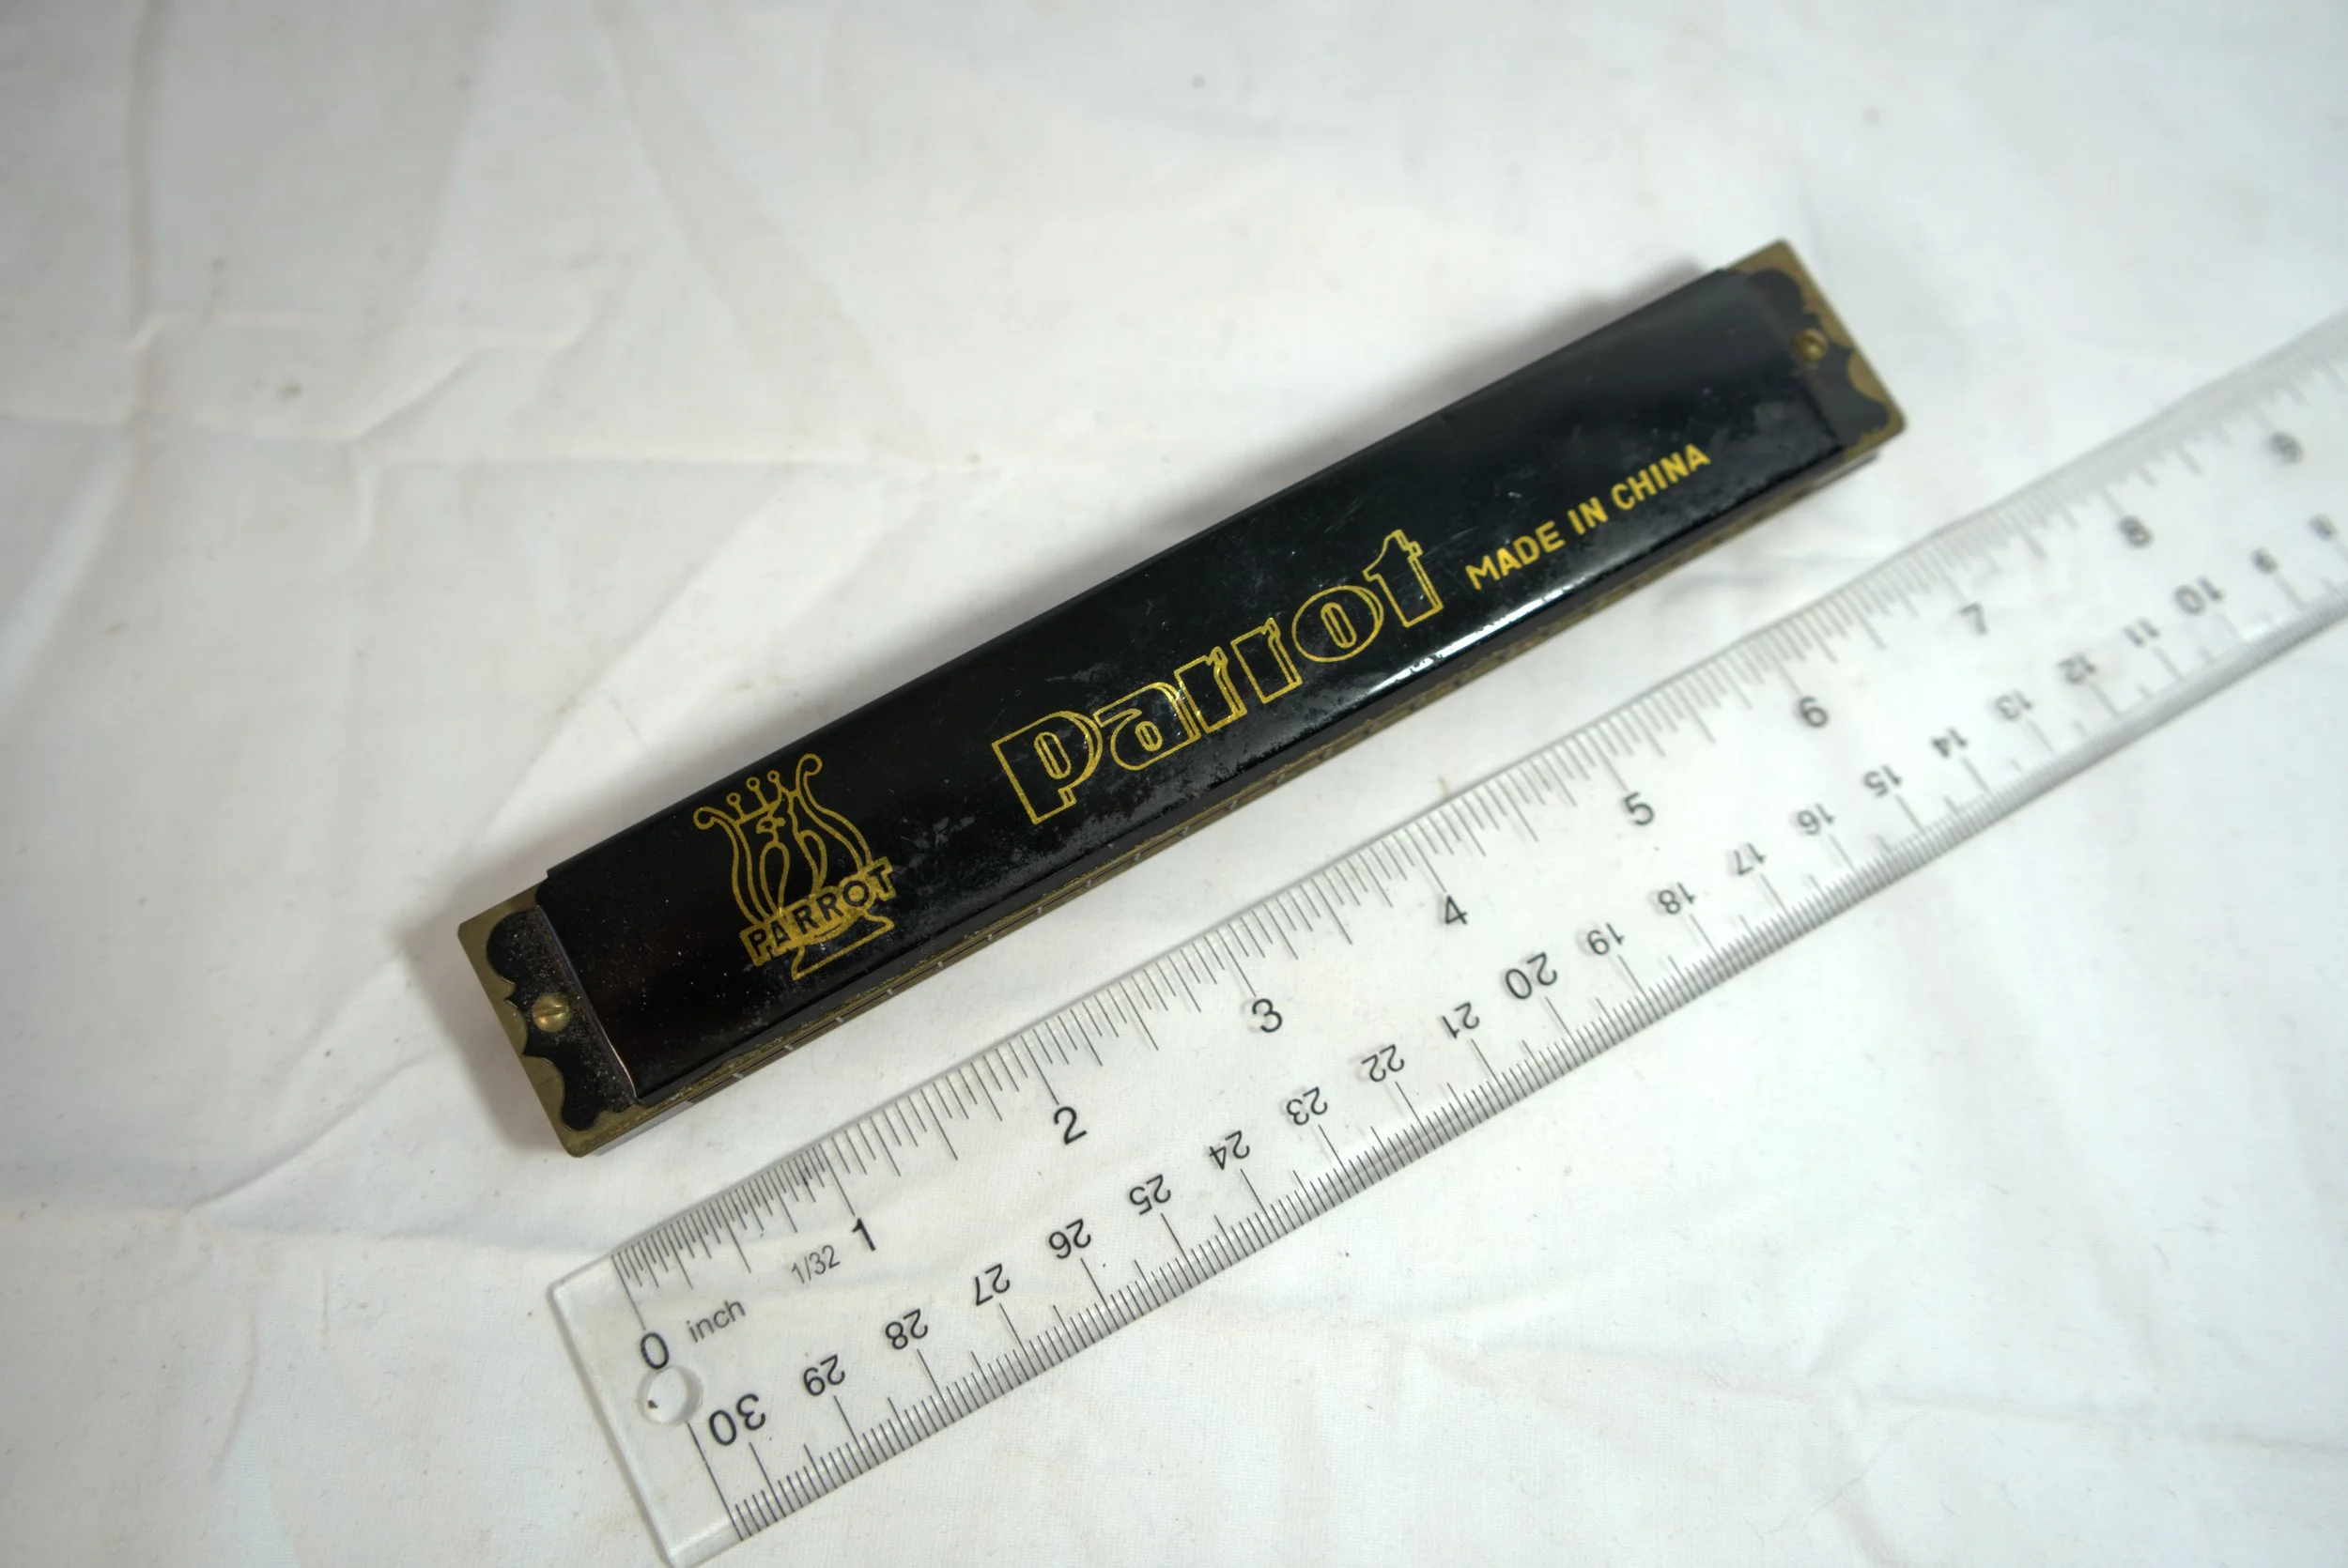 PARROT
Parrot
MADE IN CHINA
0 1 2 3 4 5 6 7 8 9
inch 1/32
30 29 28 27 26 25 24 23 22 21 20 19 18 17 16 15 14 13 12 11 10 9 8